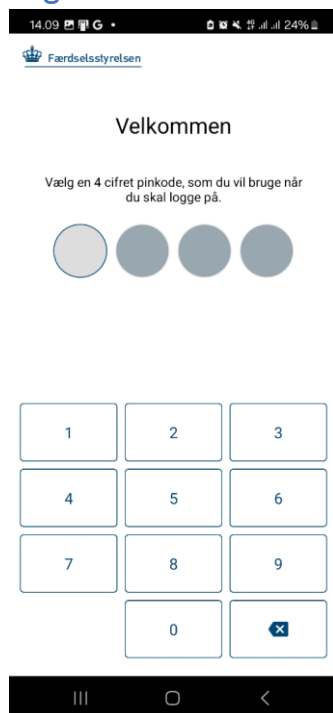 14.09 G • 24%
Færdselsstyrelsen
Velkommen
Vælg en 4 cifret pinkode, som du vil bruge når
du skal logge på.
1 2 3
4 5 6
7 8 9
0